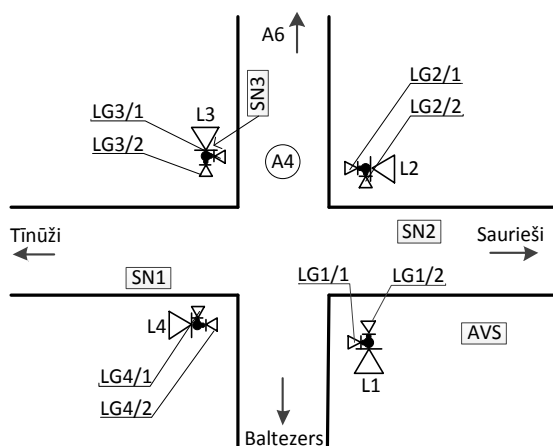 A6
LG2/1
LG2/2
L3
SN3
LG3/1
LG3/2
A4
L2
Tīnūži
SN2
Saurieši
SN1
LG1/1
LG1/2
L4
AVS
LG4/1
L1
LG4/2
Baltezers